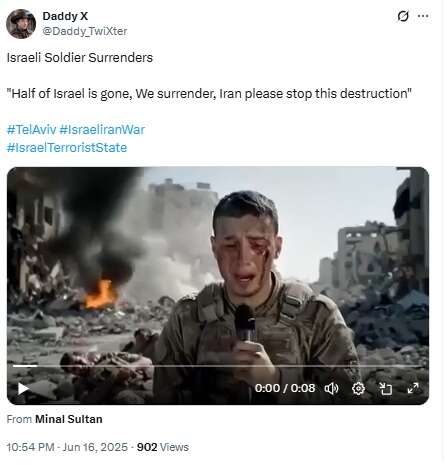 Daddy X
@Daddy_TwiXter
Israeli Soldier Surrenders
"Half of Israel is gone, We surrender, Iran please stop this destruction"
#TelAviv #IsraeliranWar
#IsraelTerroristState
0:00 / 0:08
From Minal Sultan
10:54 PM · Jun 16, 2025 · 902 Views